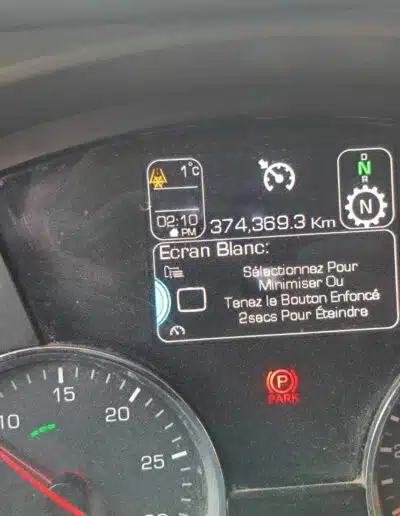 1°C
D
N
R
02:10
PM
374,369.3 Km
N
Ecran Blanc:
Sélectionnez Pour
Minimiser Ou
Tenez le Bouton Enfoncé
2secs Pour Éteindre
P
PARK
10
15
20
25